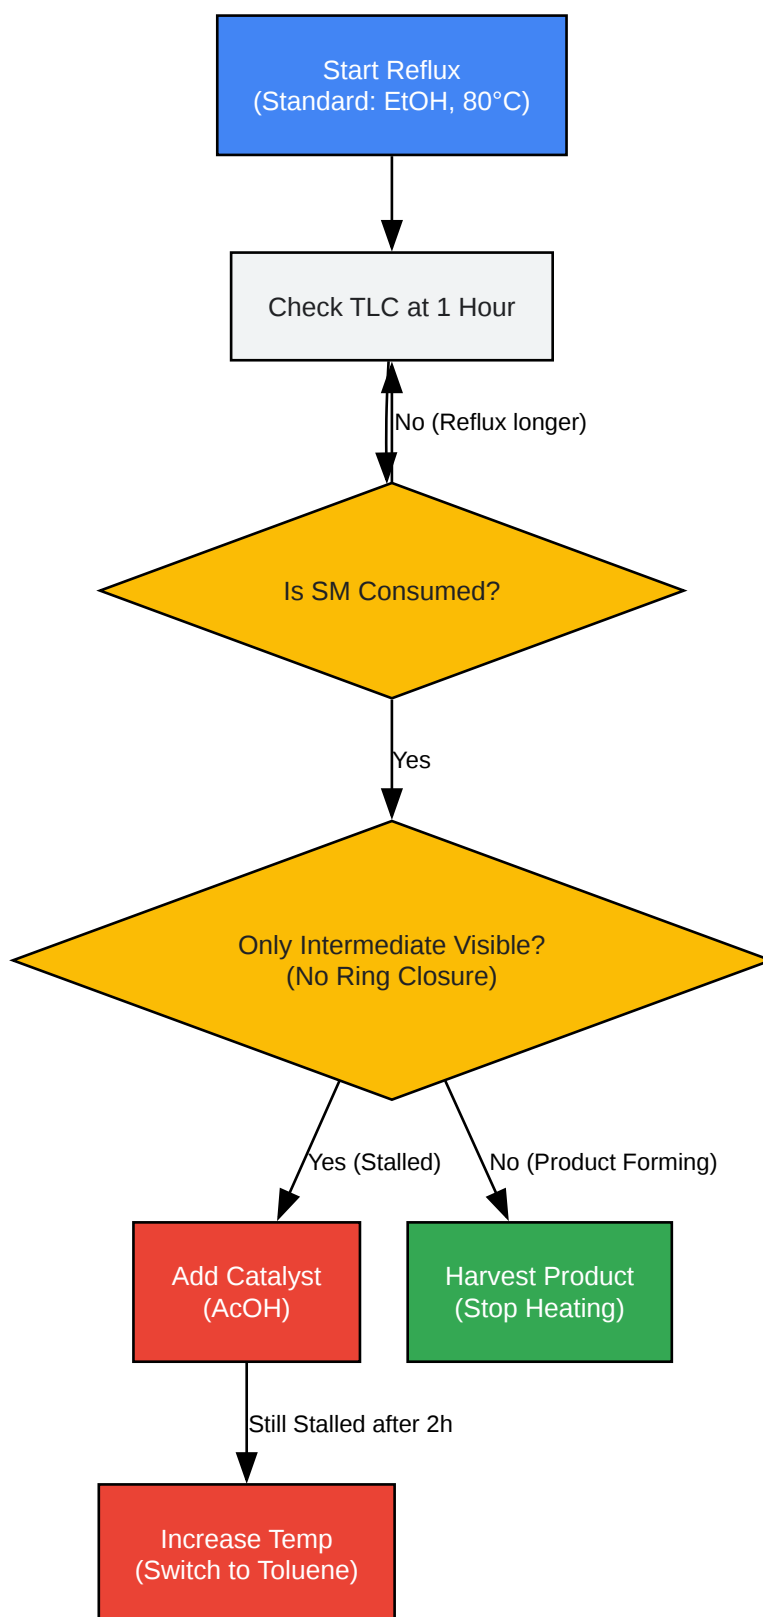 Start Reflux
(Standard: EtOH, 80°C)
Check TLC at 1 Hour
No (Reflux longer)
Is SM Consumed?
Yes
Only Intermediate Visible?
(No Ring Closure)
Yes (Stalled)
No (Product Forming)
Add Catalyst
(AcOH)
Harvest Product
(Stop Heating)
Still Stalled after 2h
Increase Temp
(Switch to Toluene)